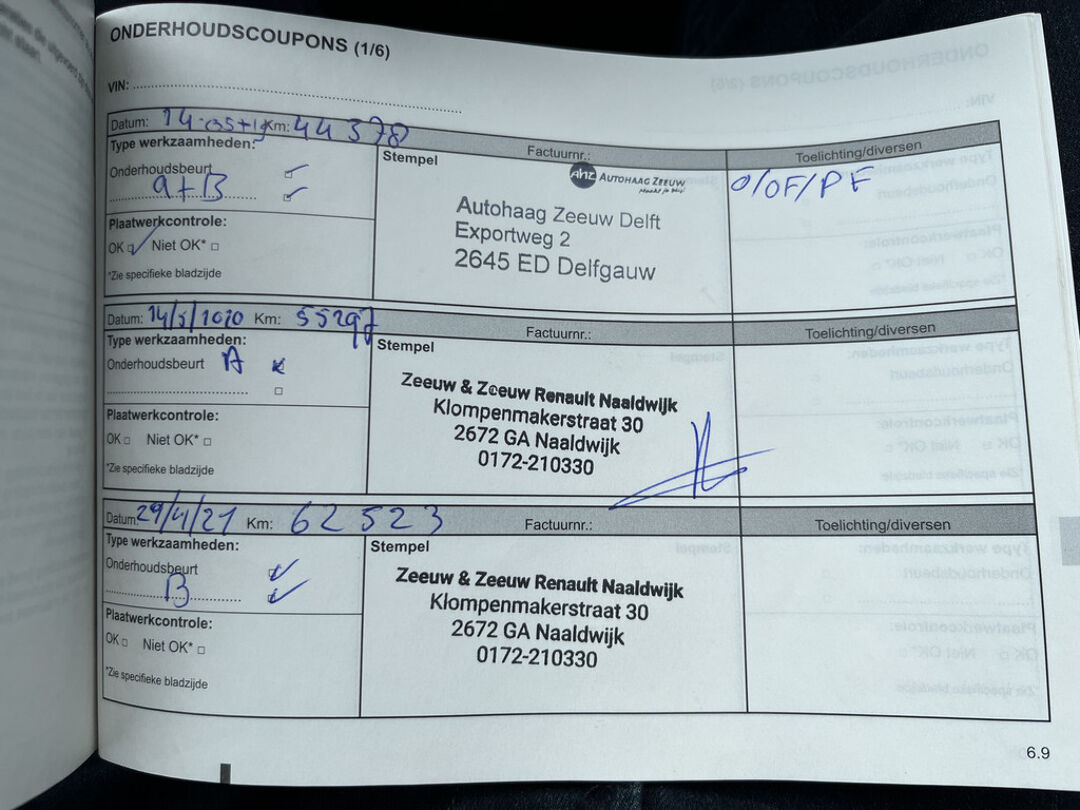 ONDERHOUDSCOUPONS (1/6)
VIN:
Datum: 14-05-19 Km: 44378
Type werkzaamheden:
Factuurnr.:
Toelichting/diversen
Onderhoudsbeurt
a+B
Stempel
ahz AUTOHAAG ZEEUW
Autohaag Zeeuw Delft
Exportweg 2
2645 ED Delfgauw
O/OF/PF
Plaatwerkcontrole:
OK Niet OK*
*Zie specifieke bladzijde
Datum: 14/5/2020 Km: 55297
Type werkzaamheden:
Factuurnr.:
Toelichting/diversen
Onderhoudsbeurt A
Stempel
Zeeuw & Zeeuw Renault Naaldwijk
Klompenmakerstraat 30
2672 GA Naaldwijk
0172-210330
Plaatwerkcontrole:
OK Niet OK*
*Zie specifieke bladzijde
Datum: 29/4/21 Km: 62523
Type werkzaamheden:
Factuurnr.:
Toelichting/diversen
Onderhoudsbeurt
B
Stempel
Zeeuw & Zeeuw Renault Naaldwijk
Klompenmakerstraat 30
2672 GA Naaldwijk
0172-210330
Plaatwerkcontrole:
OK Niet OK*
*Zie specifieke bladzijde
6.9